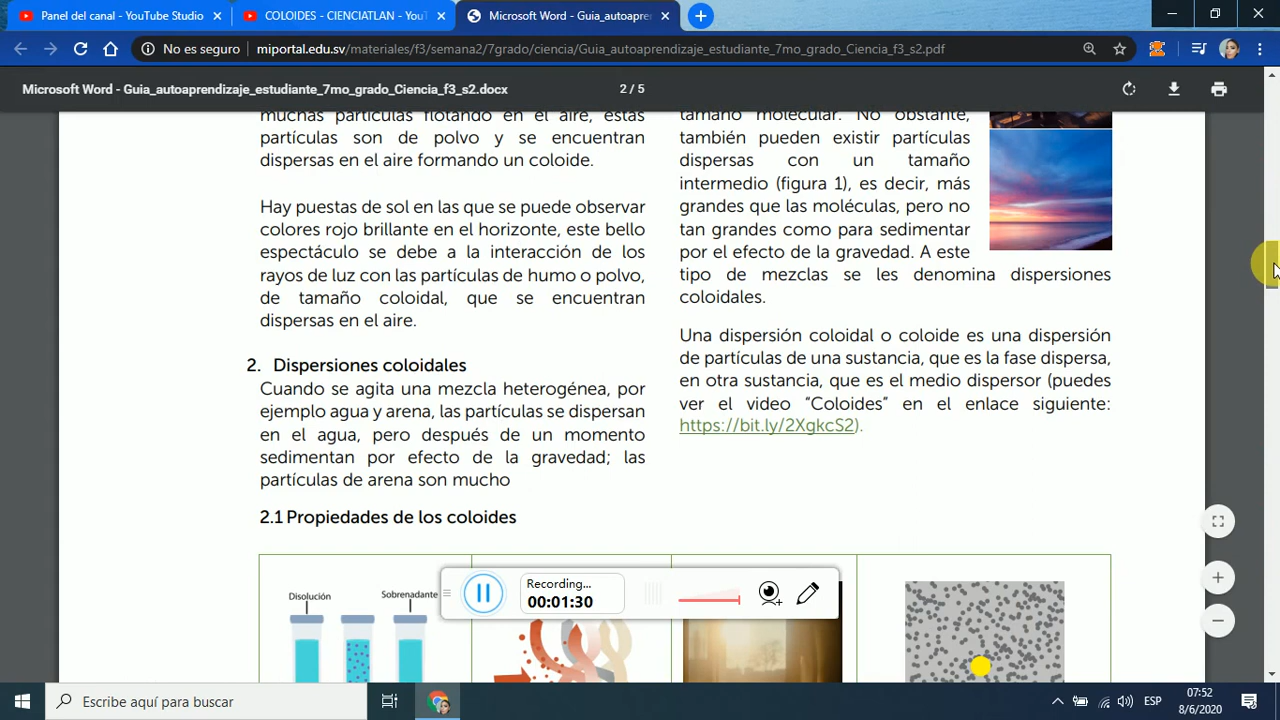 Panel del canal - YouTube Studio
COLOIDES - CIENCIATLAN - You
Microsoft Word - Guia_autoapren
No es seguro
miportal.edu.sv/materiales/f3/semana2/7grado/ciencia/Guia_autoaprendizaje_estudiante_7mo_grado_Ciencia_f3_s2.pdf
Microsoft Word - Guia_autoaprendizaje_estudiante_7mo_grado_Ciencia_f3_s2.docx
2 / 5
muchas partículas flotando en el aire, estas
partículas son de polvo y se encuentran
dispersas en el aire formando un coloide.
Hay puestas de sol en las que se puede observar
colores rojo brillante en el horizonte, este bello
espectáculo se debe a la interacción de los
rayos de luz con las partículas de humo o polvo,
de tamaño coloidal, que se encuentran
dispersas en el aire.
2. Dispersiones coloidales
Cuando se agita una mezcla heterogénea, por
ejemplo agua y arena, las partículas se dispersan
en el agua, pero después de un momento
sedimentan por efecto de la gravedad; las
partículas de arena son mucho
tamaño molecular. No obstante,
también pueden existir partículas
dispersas con un tamaño
intermedio (figura 1), es decir, más
grandes que las moléculas, pero no
tan grandes como para sedimentar
por el efecto de la gravedad. A este
tipo de mezclas se les denomina dispersiones
coloidales.
Una dispersión coloidal o coloide es una dispersión
de partículas de una sustancia, que es la fase dispersa,
en otra sustancia, que es el medio dispersor (puedes
ver el video “Coloides” en el enlace siguiente:
https://bit.ly/2XgkcS2).
2.1 Propiedades de los coloides
Disolución
Sobrenadante
Recording...
00:01:30
Escribe aquí para buscar
ESP
07:52
8/6/2020